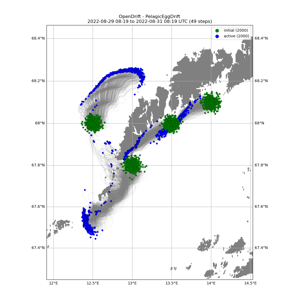 OpenDrift - PelagicEggDrift
2022-08-29 08:19 to 2022-08-31 08:19 UTC (49 steps)
initial (2000)
active (2000)
68.4°N 68.4°N
68.2°N 68.2°N
68°N 68°N
67.8°N 67.8°N
67.6°N 67.6°N
67.4°N 67.4°N
12°E 12.5°E 13°E 13.5°E 14°E 14.5°E